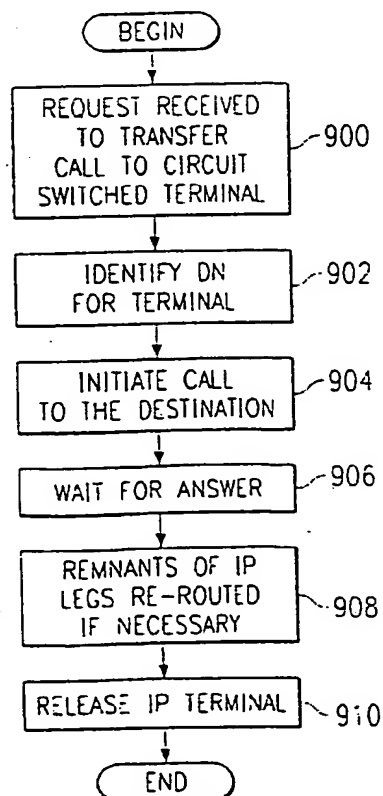 BEGIN
REQUEST RECEIVED
TO TRANSFER
CALL TO CIRCUIT
SWITCHED TERMINAL
900
IDENTIFY DN
FOR TERMINAL
902
INITIATE CALL
TO THE DESTINATION
904
WAIT FOR ANSWER
906
REMNANTS OF IP
LEGS RE-ROUTED
IF NECESSARY
908
RELEASE IP TERMINAL
910
END